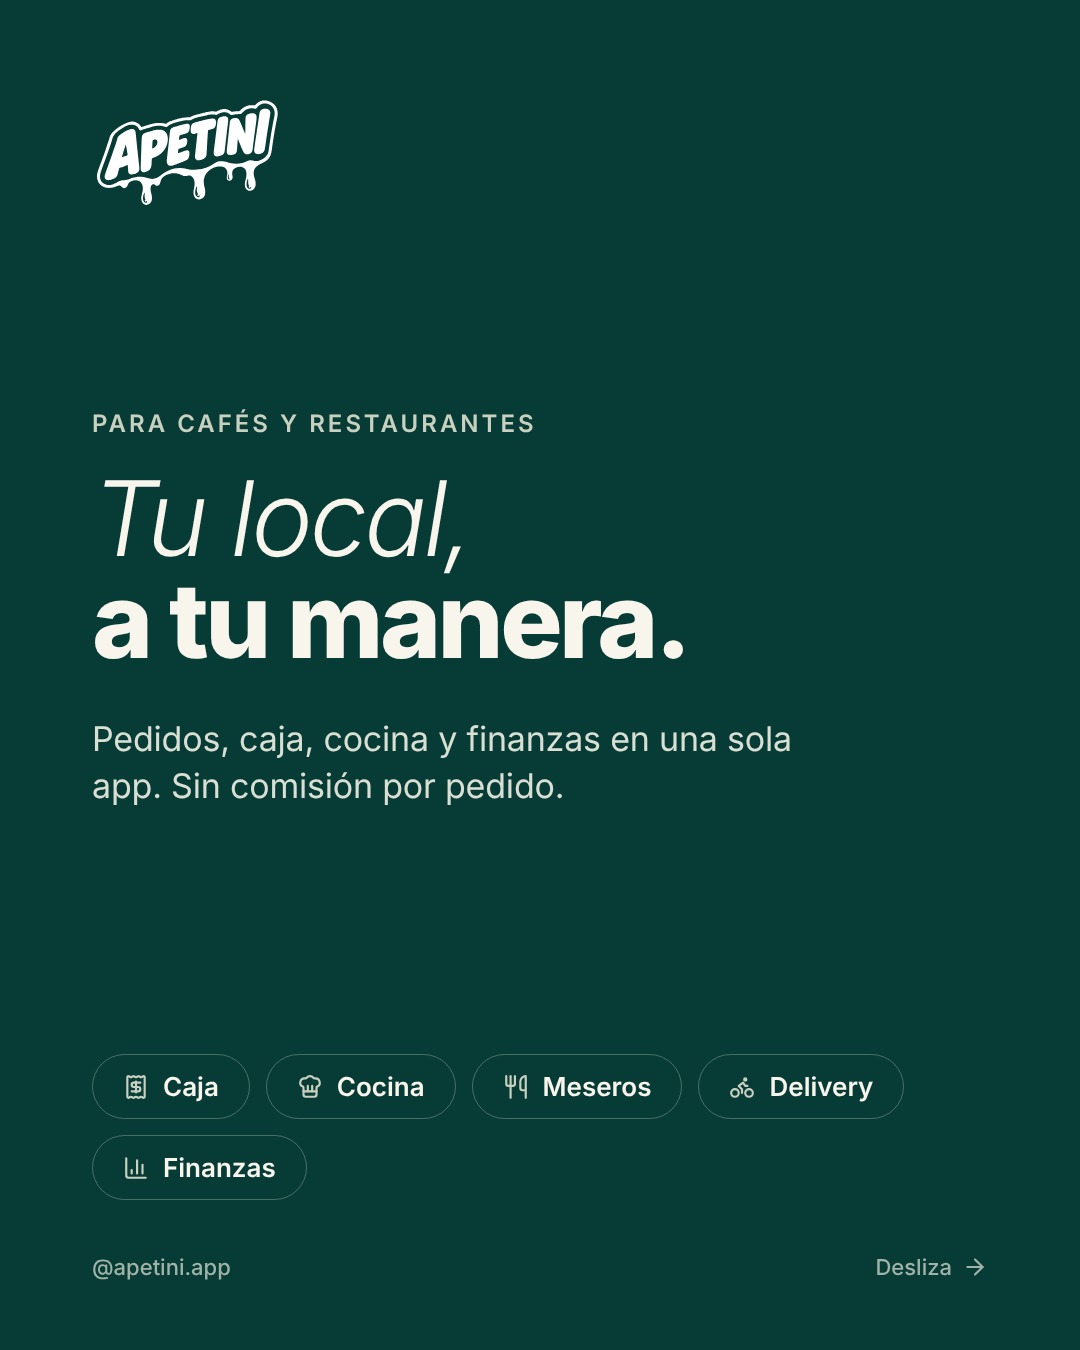 APETINI
PARA CAFÉS Y RESTAURANTES
Tu local,
a tu manera.
Pedidos, caja, cocina y finanzas en una sola
app. Sin comisión por pedido.
Caja
Cocina
Meseros
Delivery
Finanzas
@apetini.app
Desliza →